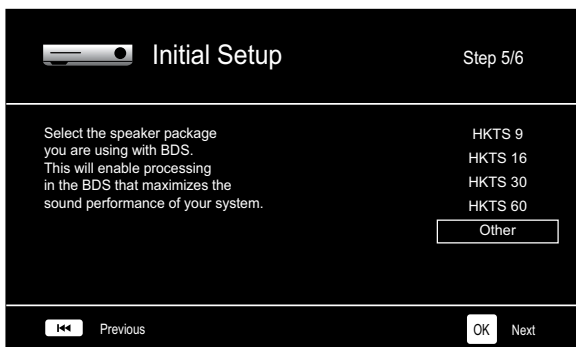 Initial Setup
Step 5/6
Select the speaker package
you are using with BDS.
This will enable processing
in the BDS that maximizes the
sound performance of your system.
HKTS 9
HKTS 16
HKTS 30
HKTS 60
Other
Previous
OK Next